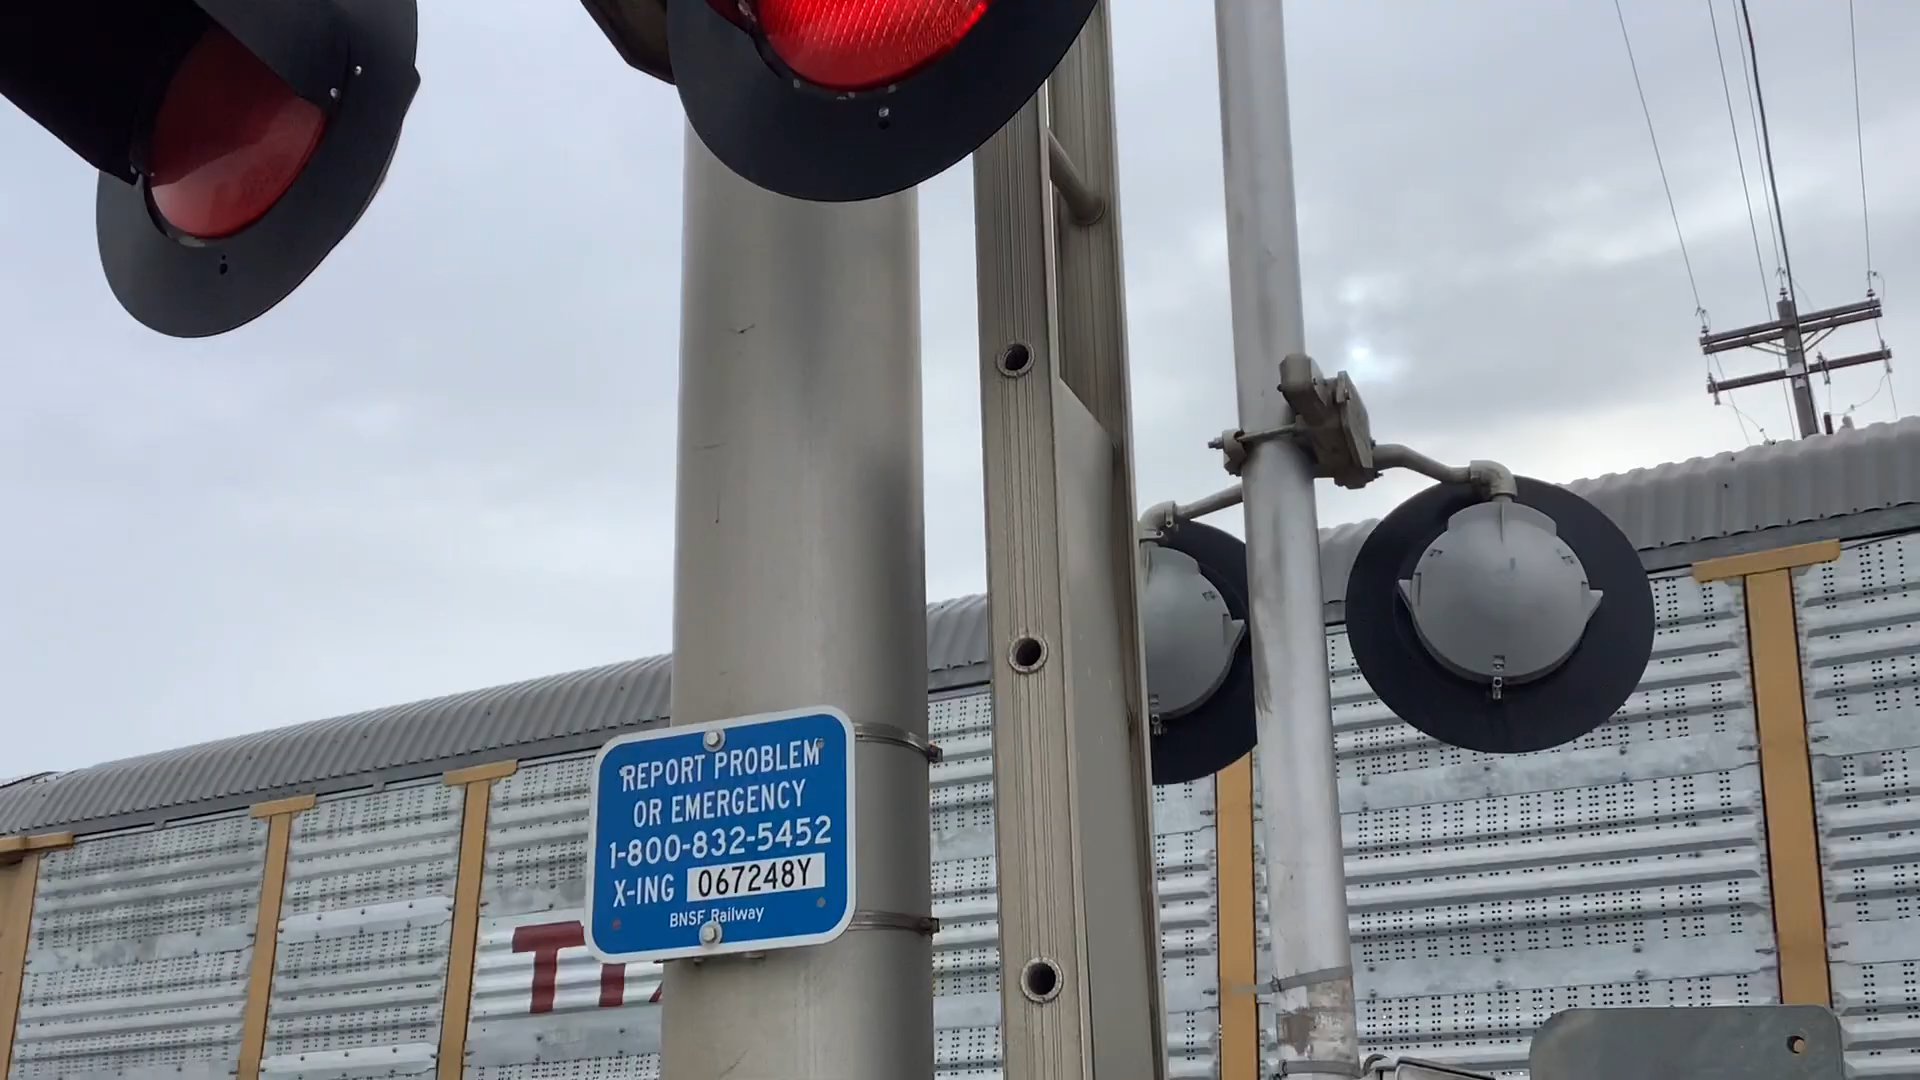 REPORT PROBLEM
OR EMERGENCY
1-800-832-5452
X-ING 067248Y
BNSF Railway